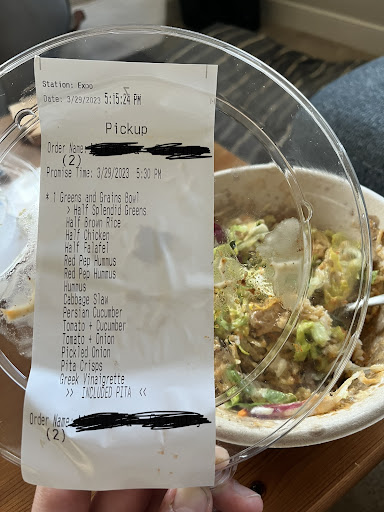 Station: Expo
Date: 3/29/2023 5:15:24 PM
Pickup
Order Name
(2)
Promise Time: 3/29/2023 5:30 PM
* 1 Greens and Grains Bowl
> Half Splendid Greens
Half Brown Rice
Half Chicken
Half Falafel
Red Pep Hummus
Red Pep Hummus
Hummus
Cabbage Slaw
Persian Cucumber
Tomato + Cucumber
Tomato + Onion
Pickled Onion
Pita Crisps
Greek Vinaigrette
>> INCLUDED PITA <<
Order Name
(2)